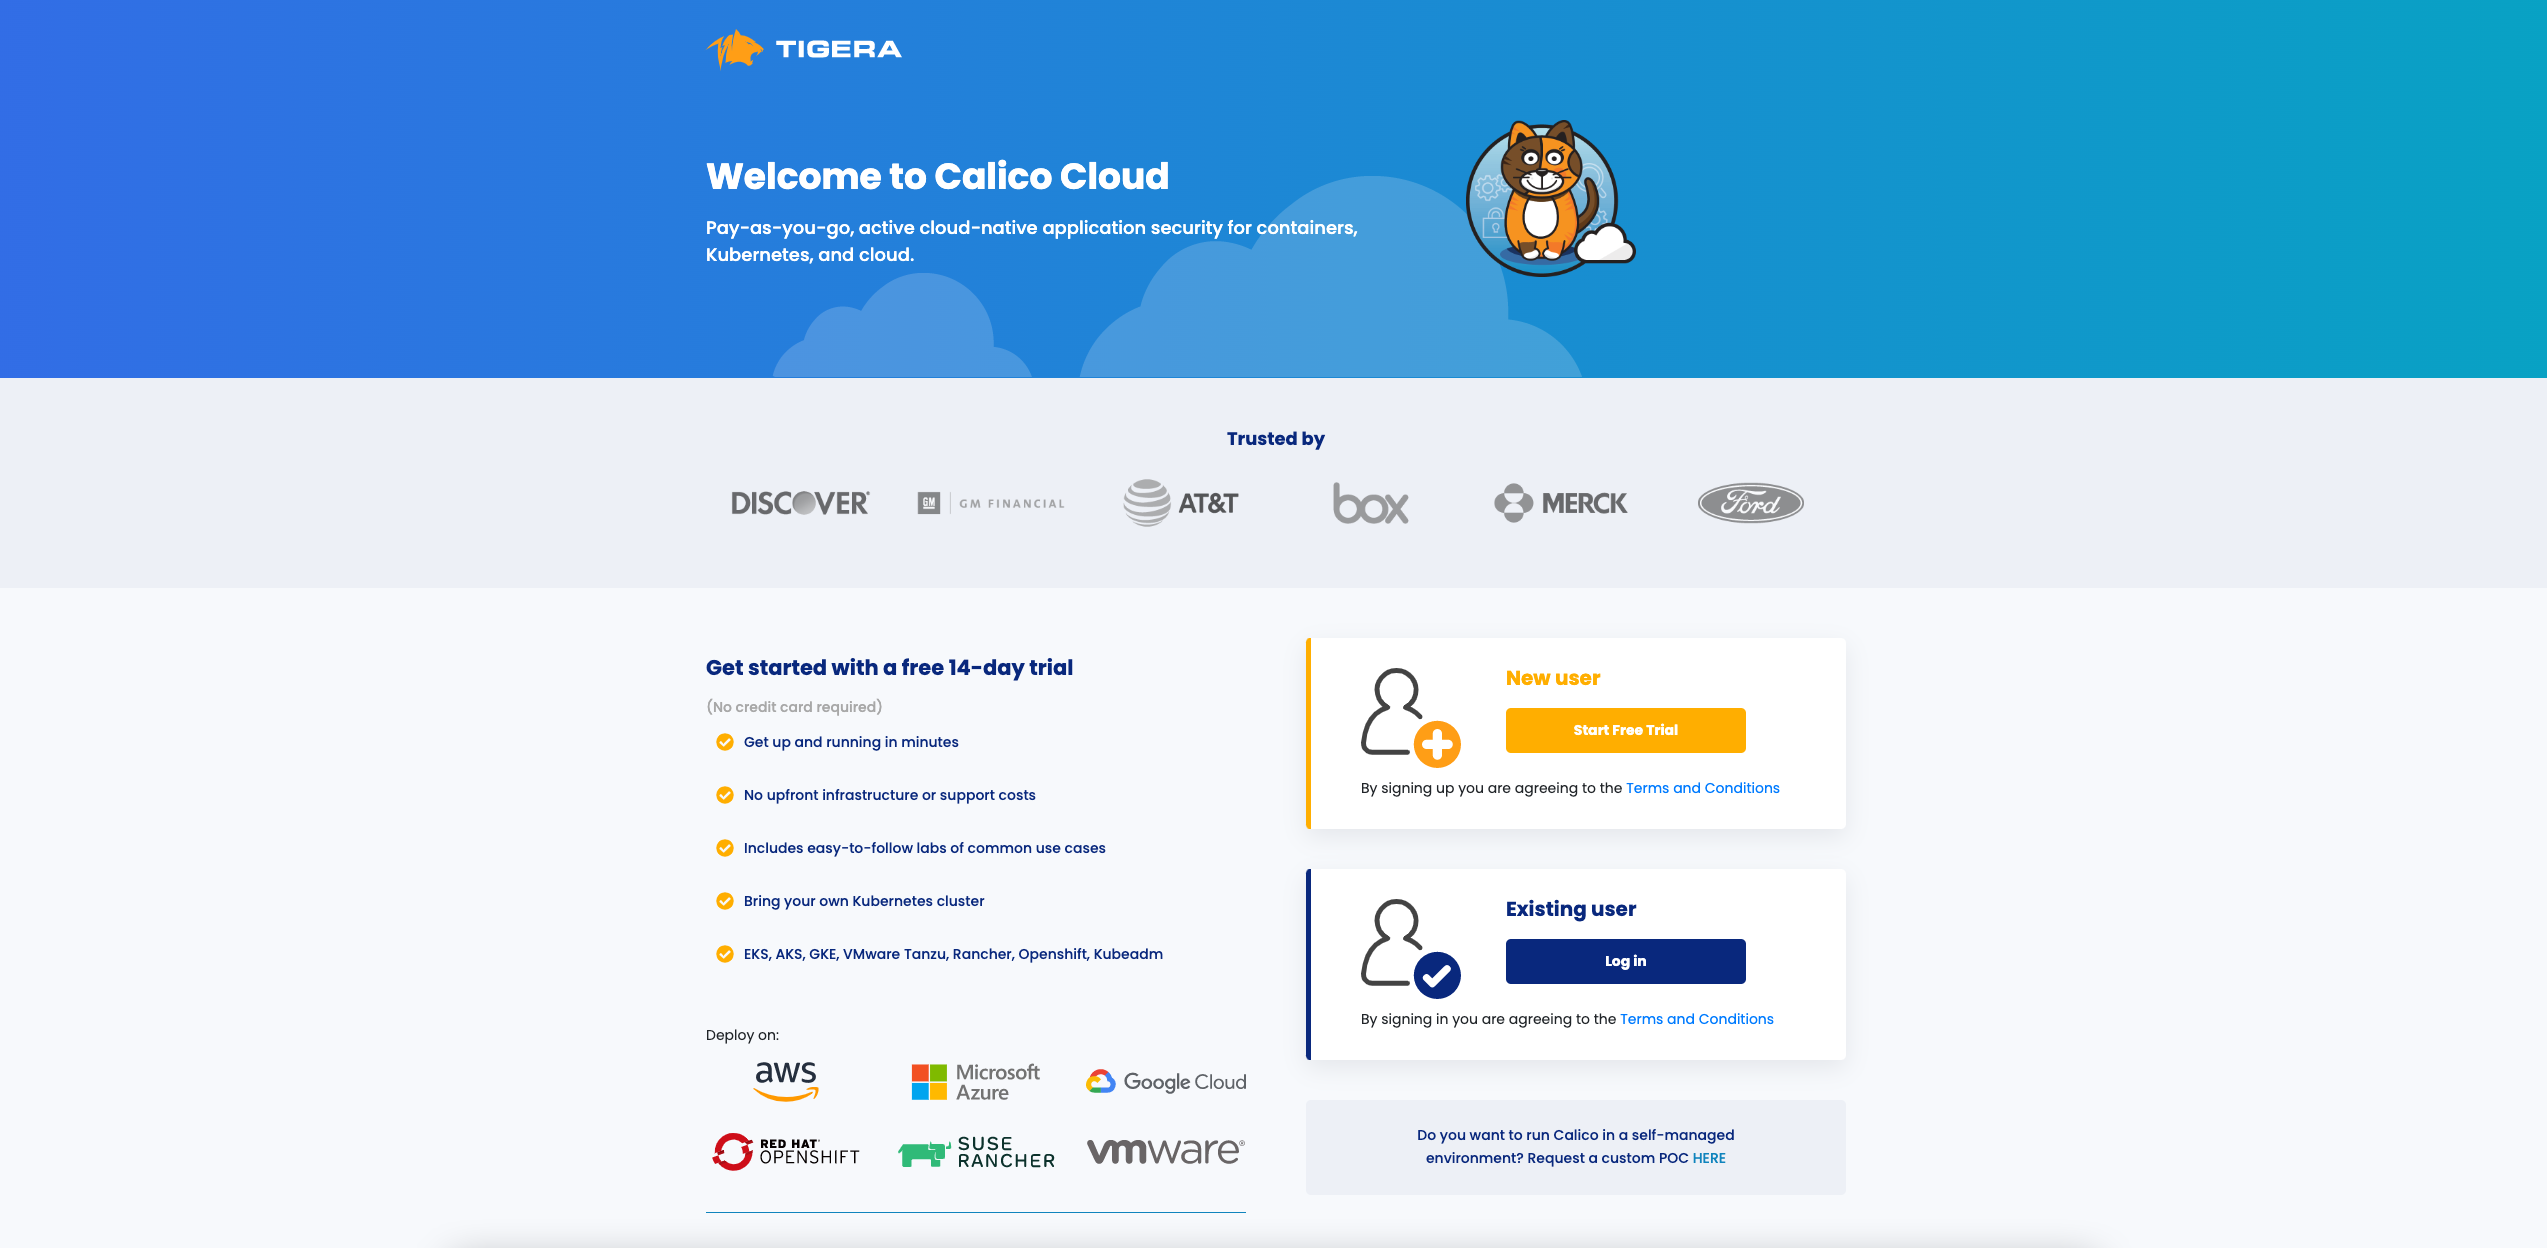 TIGERA
Welcome to Calico Cloud
Pay-as-you-go, active cloud-native application security for containers,
Kubernetes, and cloud.
Trusted by
DISCOVER®
GM | GM FINANCIAL
AT&T
box
MERCK
Ford
Get started with a free 14-day trial
(No credit card required)
Get up and running in minutes
No upfront infrastructure or support costs
Includes easy-to-follow labs of common use cases
Bring your own Kubernetes cluster
EKS, AKS, GKE, VMware Tanzu, Rancher, Openshift, Kubeadm
Deploy on:
aws
Microsoft
Azure
Google Cloud
RED HAT®
OPENSHIFT
SUSE
RANCHER
vmware®
New user
Start Free Trial
By signing up you are agreeing to the Terms and Conditions
Existing user
Log in
By signing in you are agreeing to the Terms and Conditions
Do you want to run Calico in a self-managed
environment? Request a custom POC HERE